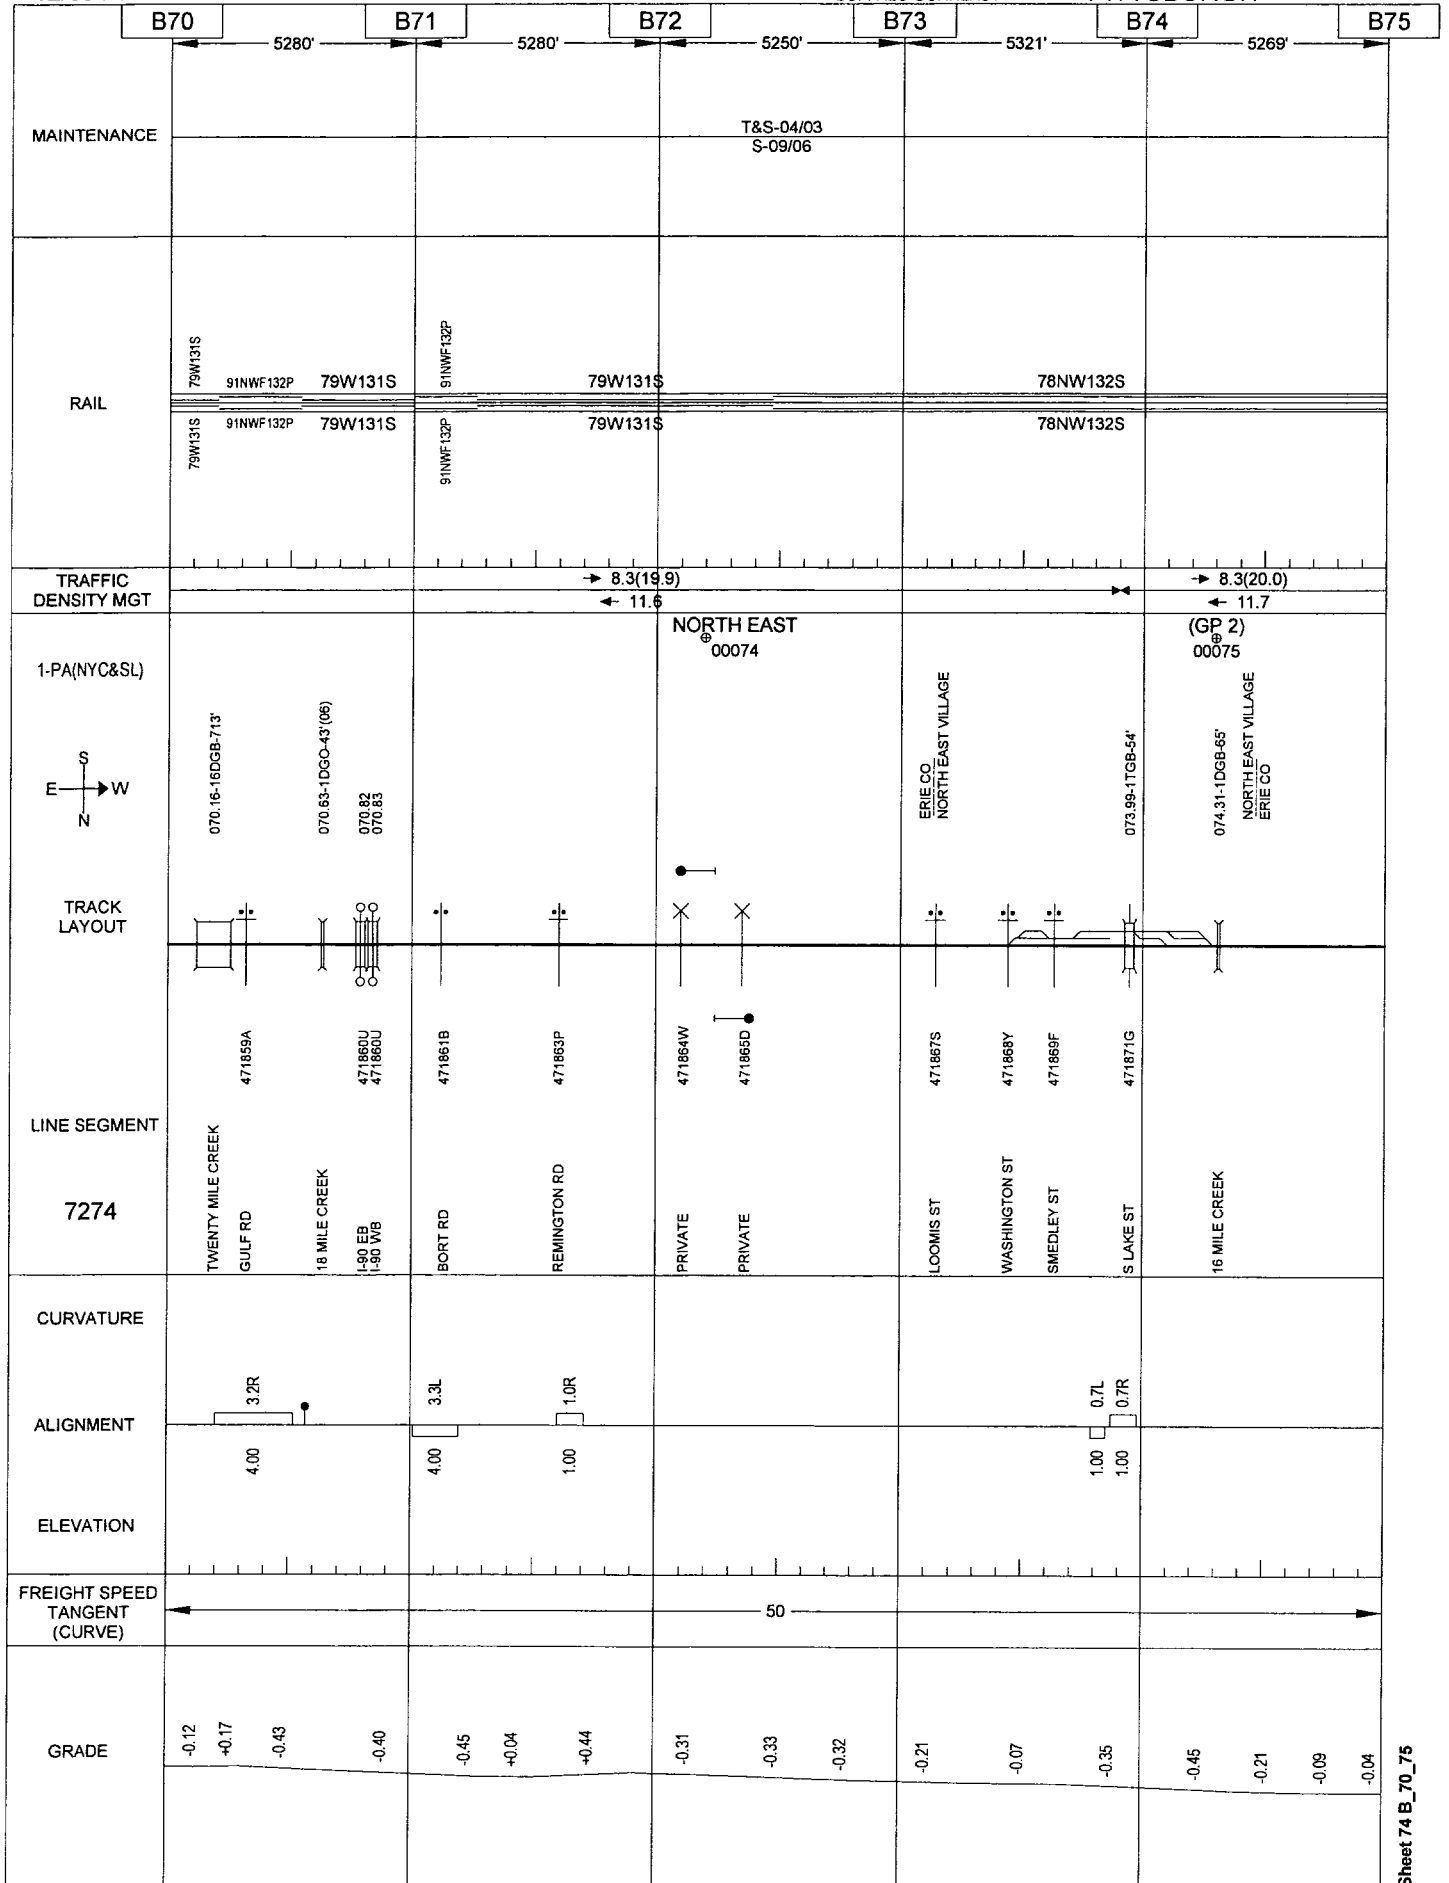 B70 B71 B72 B73 B74 B75
5280' 5280' 5250' 5321' 5269'
MAINTENANCE
T&S-04/03
S-09/06
RAIL
79W131S 91NWF132P 79W131S 91NWF132P 79W131S 78NW132S
79W131S 91NWF132P 79W131S 91NWF132P 79W131S 78NW132S
TRAFFIC
DENSITY MGT
8.3(19.9) 8.3(20.0)
11.6 11.7
NORTH EAST (GP 2)
00074 00075
1-PA(NYC&SL)
S
E W
N
070.16-16DGB-713'
070.63-1DGO-43'(06)
070.82
070.83
ERIE CO
NORTH EAST VILLAGE
073.99-1TGB-54'
074.31-1DGB-65'
NORTH EAST VILLAGE
ERIE CO
TRACK
LAYOUT
471859A
471860U
471860U
471861B
471863P
471864W
471865D
471867S
471868Y
471869F
471871G
LINE SEGMENT
7274
TWENTY MILE CREEK
GULF RD
18 MILE CREEK
I-90 EB
I-90 WB
BORT RD
REMINGTON RD
PRIVATE
PRIVATE
LOOMIS ST
WASHINGTON ST
SMEDLEY ST
S LAKE ST
16 MILE CREEK
CURVATURE
3.2R 3.3L 1.0R 0.7L 0.7R
ALIGNMENT
4.00 4.00 1.00 1.00 1.00
ELEVATION
FREIGHT SPEED
TANGENT
(CURVE)
50
GRADE
-0.12 +0.17 -0.43 -0.40 -0.45 +0.04 +0.44 -0.31 -0.33 -0.32 -0.21 -0.07 -0.35 -0.45 -0.21 -0.09 -0.04
Sheet 74 B_70_75